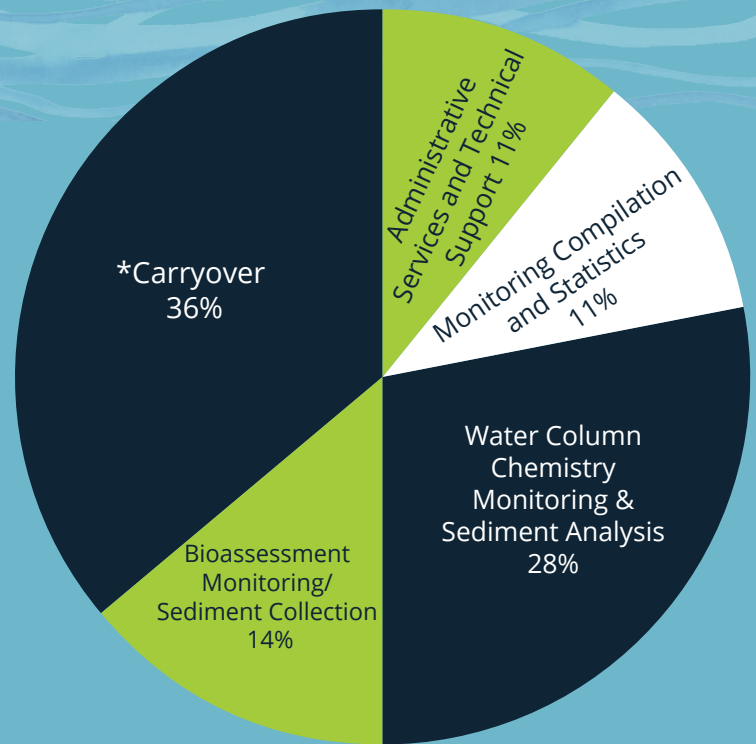 Administrative
Services and Technical
Support 11%
Monitoring Compilation
and Statistics
11%
Water Column
Chemistry
Monitoring &
Sediment Analysis
28%
Bioassessment
Monitoring/
Sediment Collection
14%
*Carryover
36%